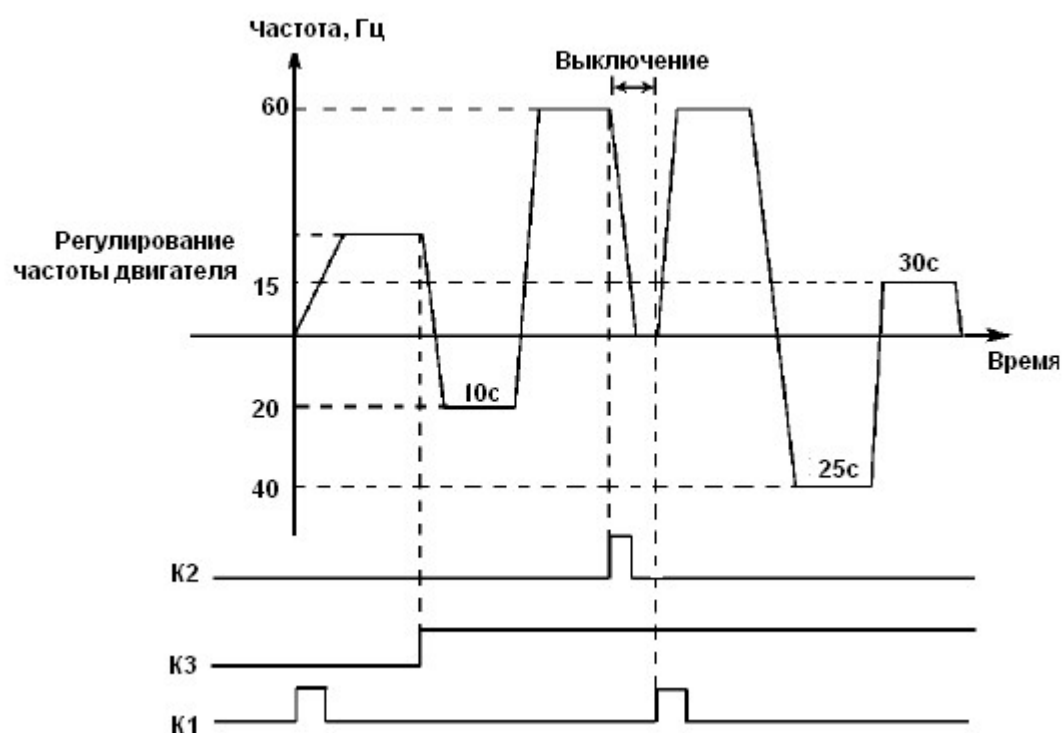 Частота, Гц
Выключение
60
Регулирование
частоты двигателя
15
30с
Время
10с
20
25с
40
К2
К3
К1